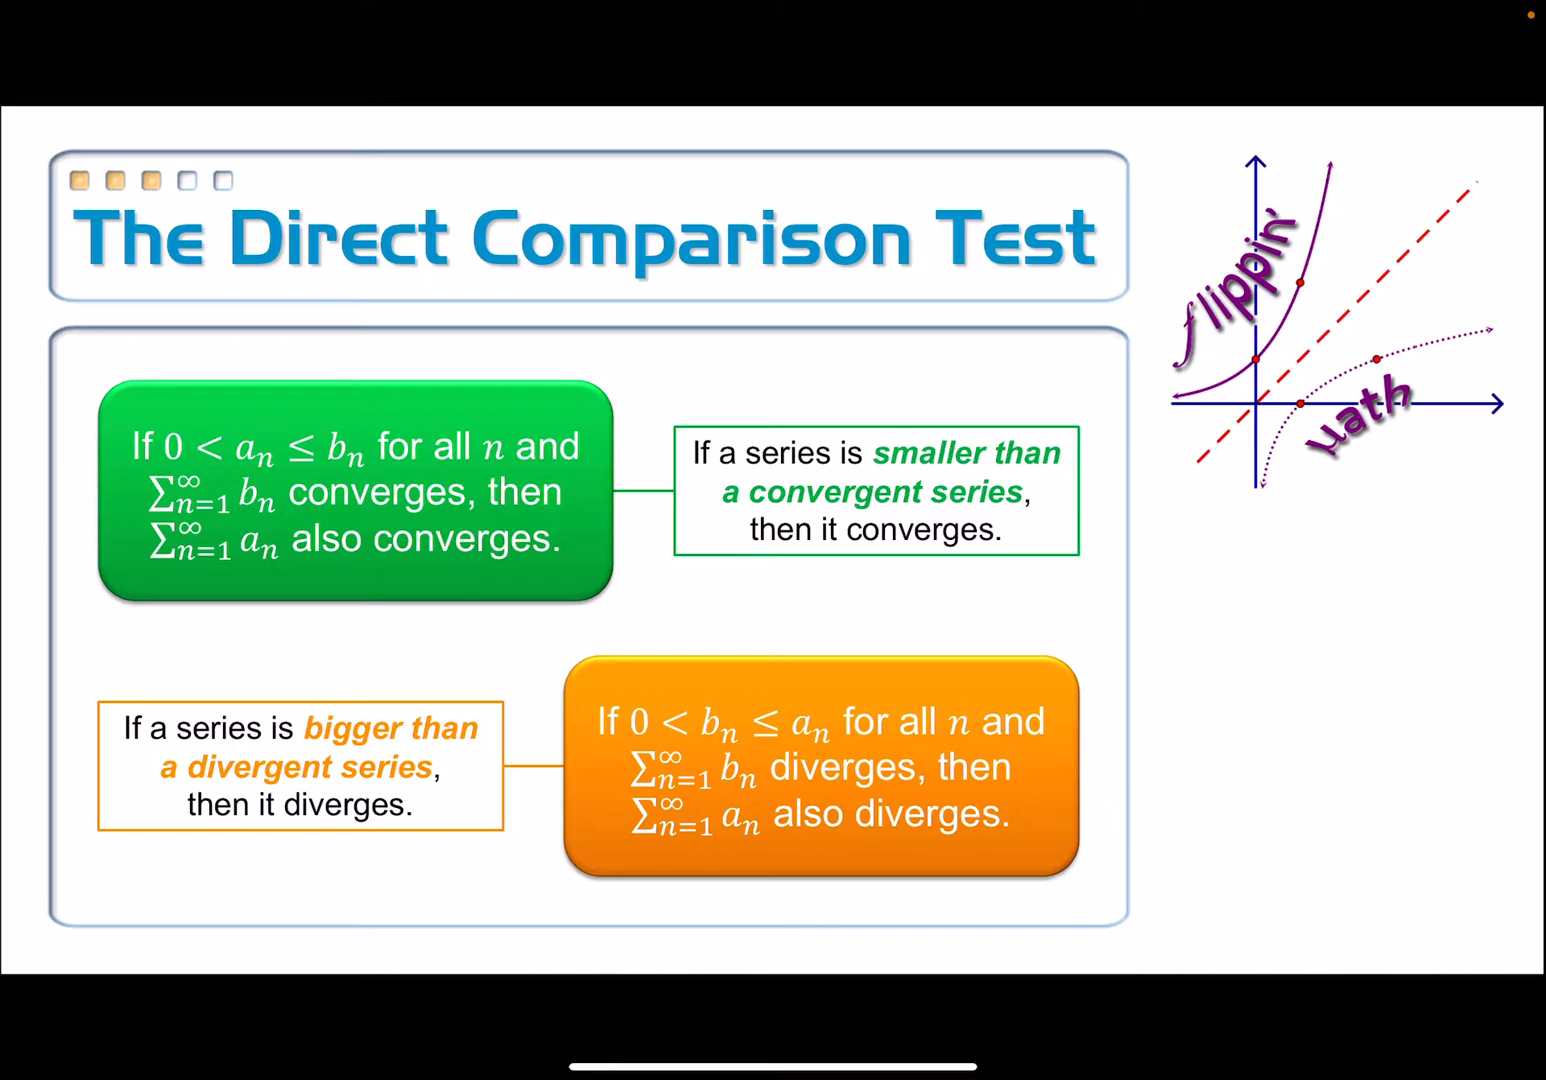 The Direct Comparison Test
flippin'
math
If 0 < aₙ ≤ bₙ for all n and
∑ₙ₌₁^∞ bₙ converges, then
∑ₙ₌₁^∞ aₙ also converges.
If a series is smaller than
a convergent series,
then it converges.
If a series is bigger than
a divergent series,
then it diverges.
If 0 < bₙ ≤ aₙ for all n and
∑ₙ₌₁^∞ bₙ diverges, then
∑ₙ₌₁^∞ aₙ also diverges.